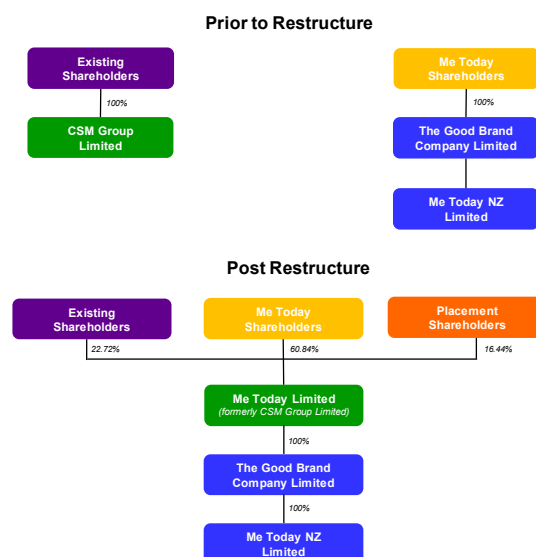 Prior to Restructure
Existing
Shareholders
Me Today
Shareholders
100%
100%
CSM Group
Limited
The Good Brand
Company Limited
Me Today NZ
Limited
Post Restructure
Existing
Shareholders
Me Today
Shareholders
Placement
Shareholders
22.72%
60.84%
16.44%
Me Today Limited
(formerly CSM Group Limited)
100%
The Good Brand
Company Limited
100%
Me Today NZ
Limited